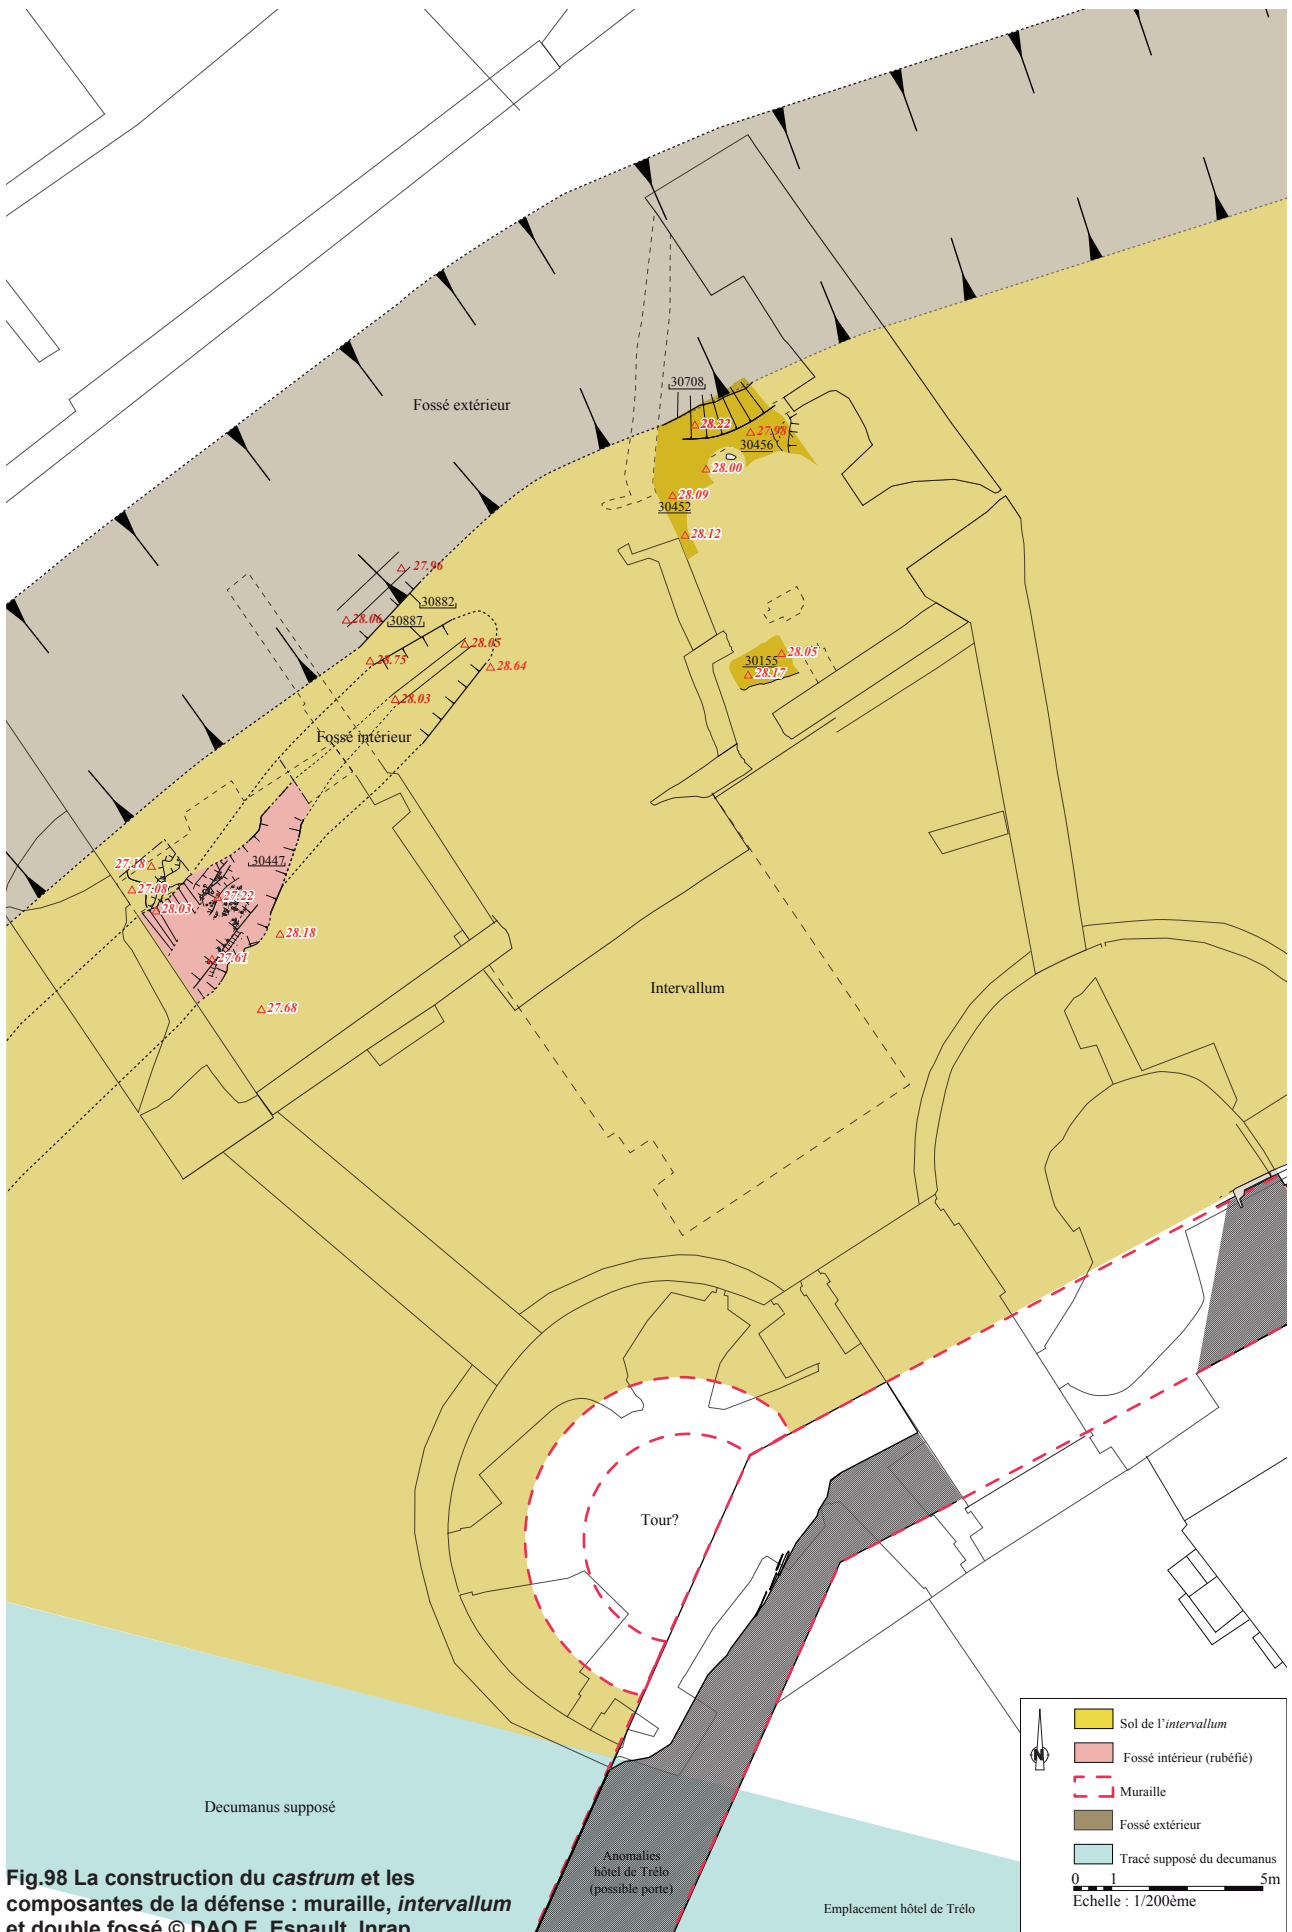 Fossé extérieur
30708
28.22
27.98
30456
28.00
28.09
30452
28.12
27.96
30882
28.06
30887
28.05
28.75
28.64
28.03
30155
28.05
28.17
Fossé intérieur
27.18
30447
27.08
27.22
28.03
28.18
27.61
27.68
Intervallum
Tour?
Decumanus supposé
Anomalies
hôtel de Trélo
(possible porte)
Emplacement hôtel de Trélo
N
Sol de l'intervallum
Fossé intérieur (rubéfié)
Muraille
Fossé extérieur
Tracé supposé du decumanus
0 1 5m
Echelle : 1/200ème
Fig.98 La construction du castrum et les
composantes de la défense : muraille, intervallum
et double fossé © DAO E. Esnault, Inrap